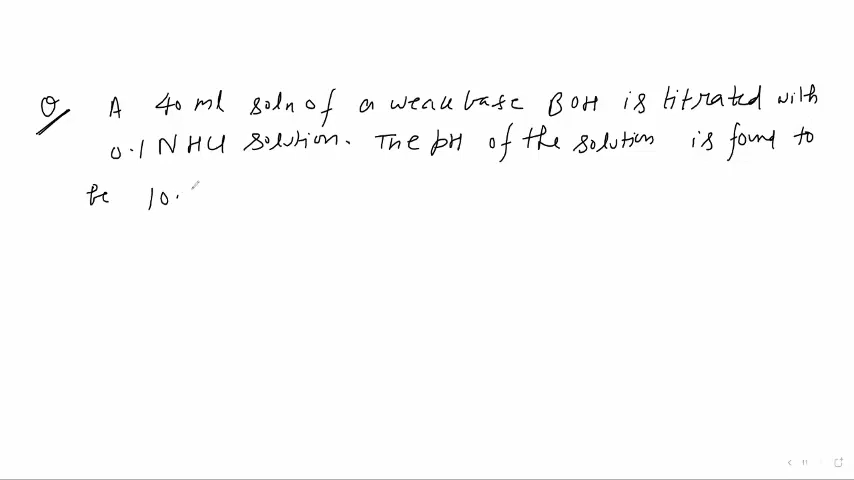 Q A 40 ml soln of a weak base BOH is titrated with
0.1 N HCl solution. The pH of the solution is found to
be 10.